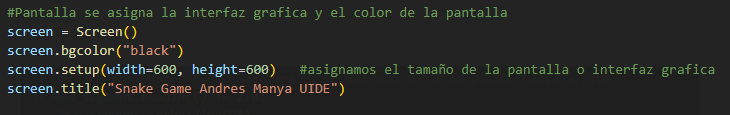 #Pantalla se asigna la interfaz grafica y el color de la pantalla
screen = Screen()
screen.bgcolor("black")
screen.setup(width=600, height=600)   #asignamos el tamaño de la pantalla o interfaz grafica
screen.title("Snake Game Andres Manya UIDE")